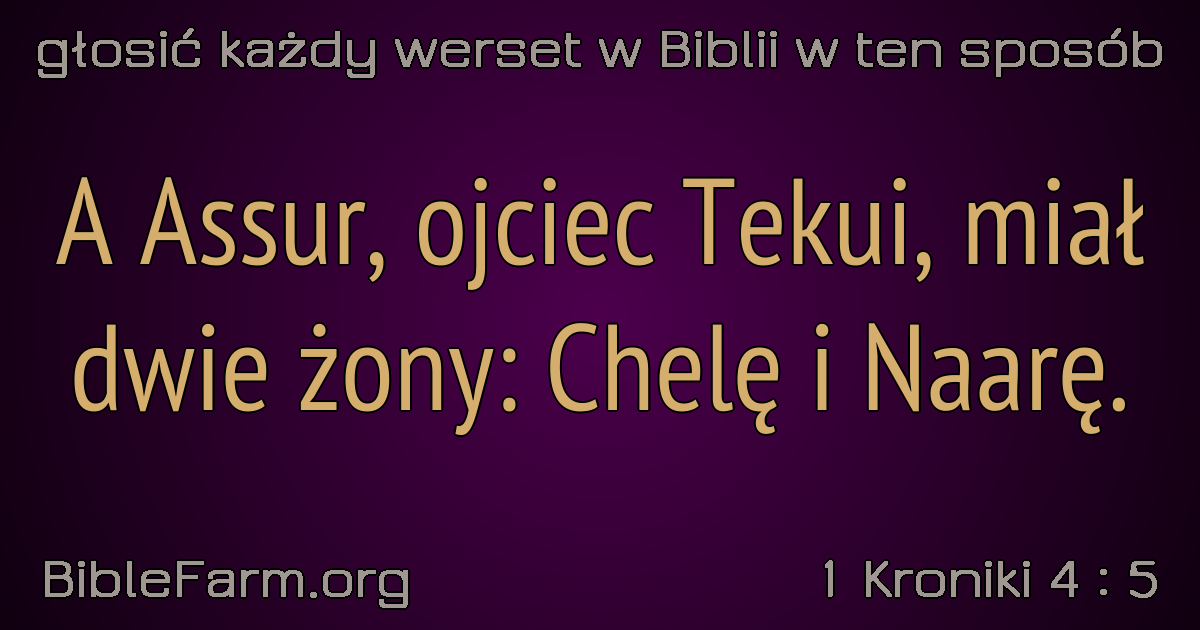 głosić każdy werset w Biblii w ten sposób
A Assur, ojciec Tekui, miał
dwie żony: Chelę i Naarę.
BibleFarm.org
1 Kroniki 4 : 5